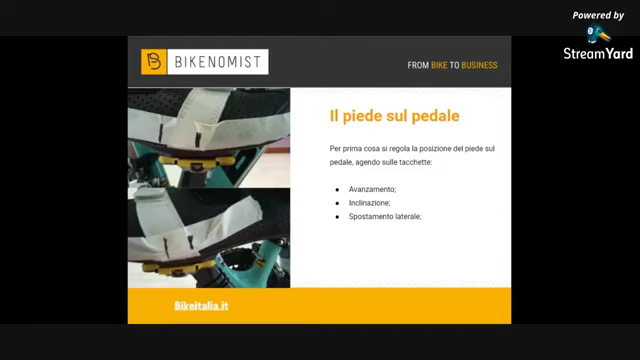 Powered by
StreamYard
BIKENOMIST
FROM BIKE TO BUSINESS
Il piede sul pedale
Per prima cosa si regola la posizione del piede sul
pedale, agendo sulle tacchette:
● Avanzamento;
● Inclinazione;
● Spostamento laterale;
Bikeitalia.it